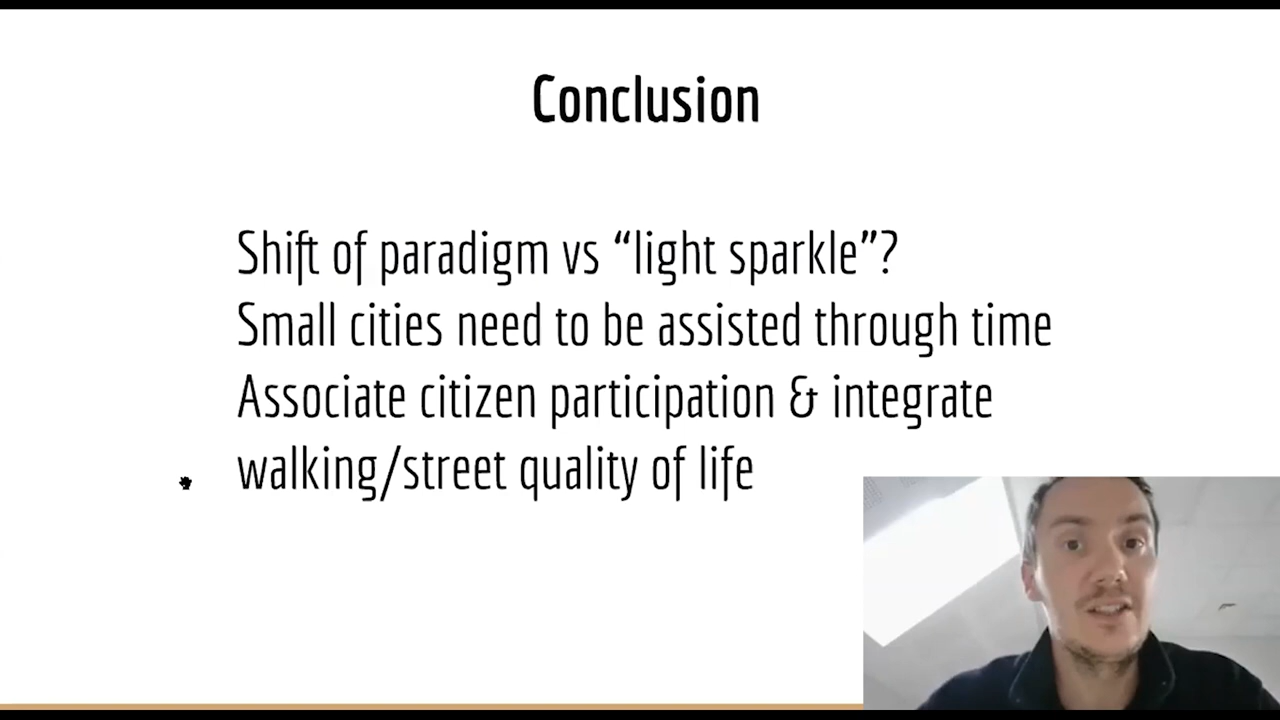 Conclusion
Shift of paradigm vs “light sparkle”?
Small cities need to be assisted through time
Associate citizen participation & integrate
walking/street quality of life